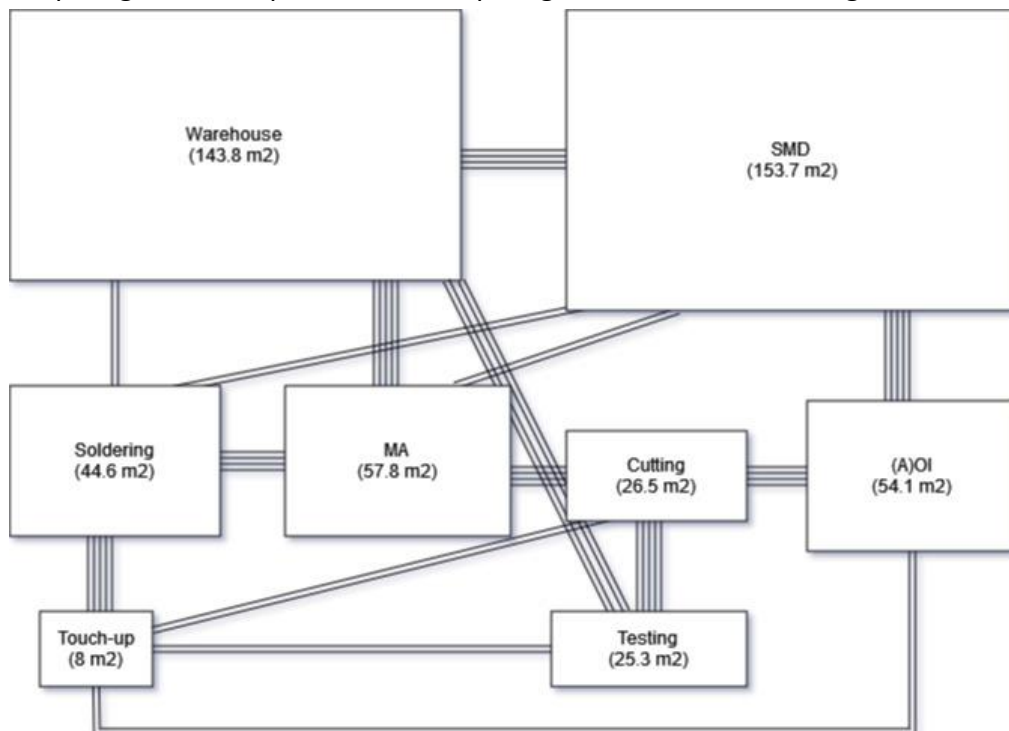 Warehouse
(143.8 m2)
SMD
(153.7 m2)
Soldering
(44.6 m2)
MA
(57.8 m2)
Cutting
(26.5 m2)
(A)OI
(54.1 m2)
Touch-up
(8 m2)
Testing
(25.3 m2)